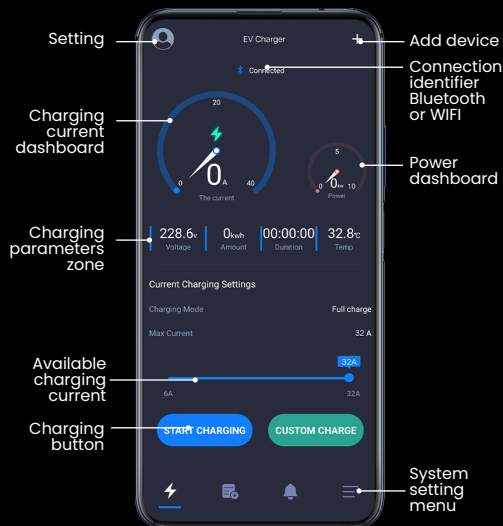 Setting
EV Charger
+
Add device
Connected
Connection
identifier
Bluetooth
or WIFI
Charging
current
dashboard
20
0
40
0A
The current
5
0
10
0kw
Power
Power
dashboard
Charging
parameters
zone
228.6v
Voltage
0kwh
Amount
00:00:00
Duration
32.8℃
Temp
Current Charging Settings
Charging Mode
Full charge
Max Current
32 A
Available
charging
current
32A
6A
32A
Charging
button
START CHARGING
CUSTOM CHARGE
System
setting
menu